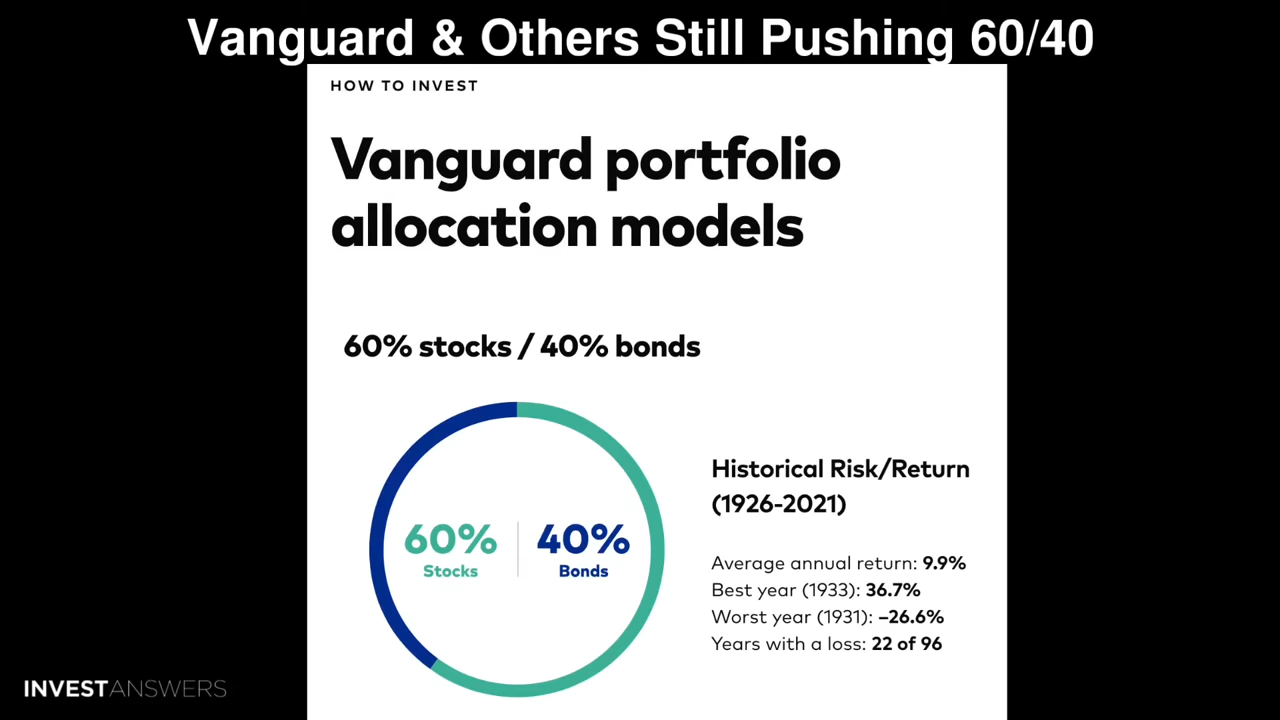 Vanguard & Others Still Pushing 60/40
HOW TO INVEST
Vanguard portfolio
allocation models
60% stocks / 40% bonds
60%
Stocks
40%
Bonds
Historical Risk/Return
(1926-2021)
Average annual return: 9.9%
Best year (1933): 36.7%
Worst year (1931): –26.6%
Years with a loss: 22 of 96
INVESTANSWERS